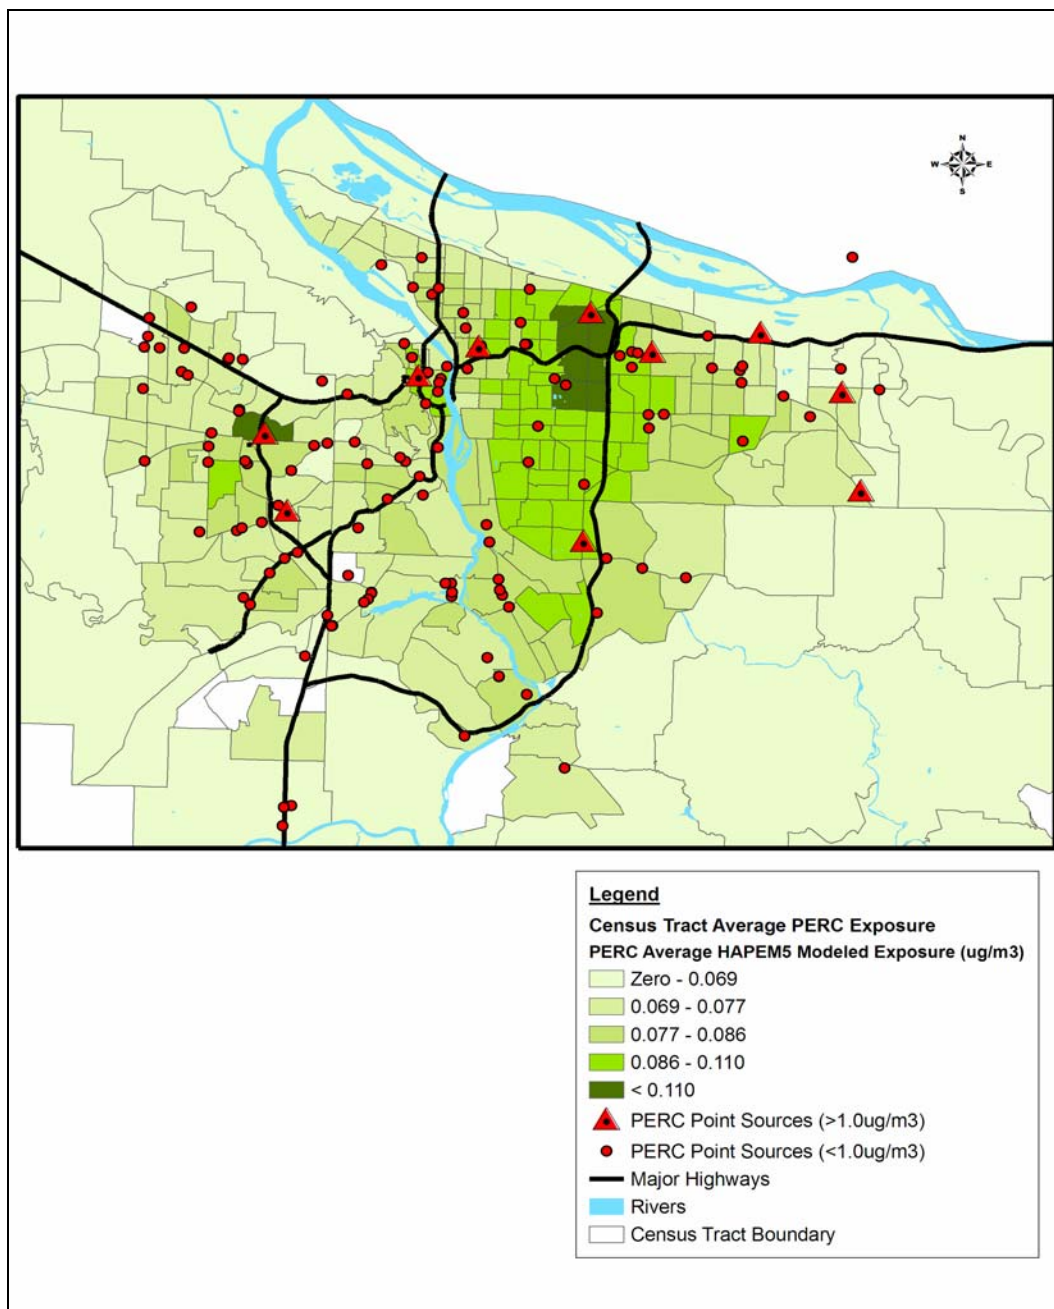 N
W E
S
Legend
Census Tract Average PERC Exposure
PERC Average HAPEM5 Modeled Exposure (ug/m3)
Zero - 0.069
0.069 - 0.077
0.077 - 0.086
0.086 - 0.110
< 0.110
PERC Point Sources (>1.0ug/m3)
PERC Point Sources (<1.0ug/m3)
Major Highways
Rivers
Census Tract Boundary